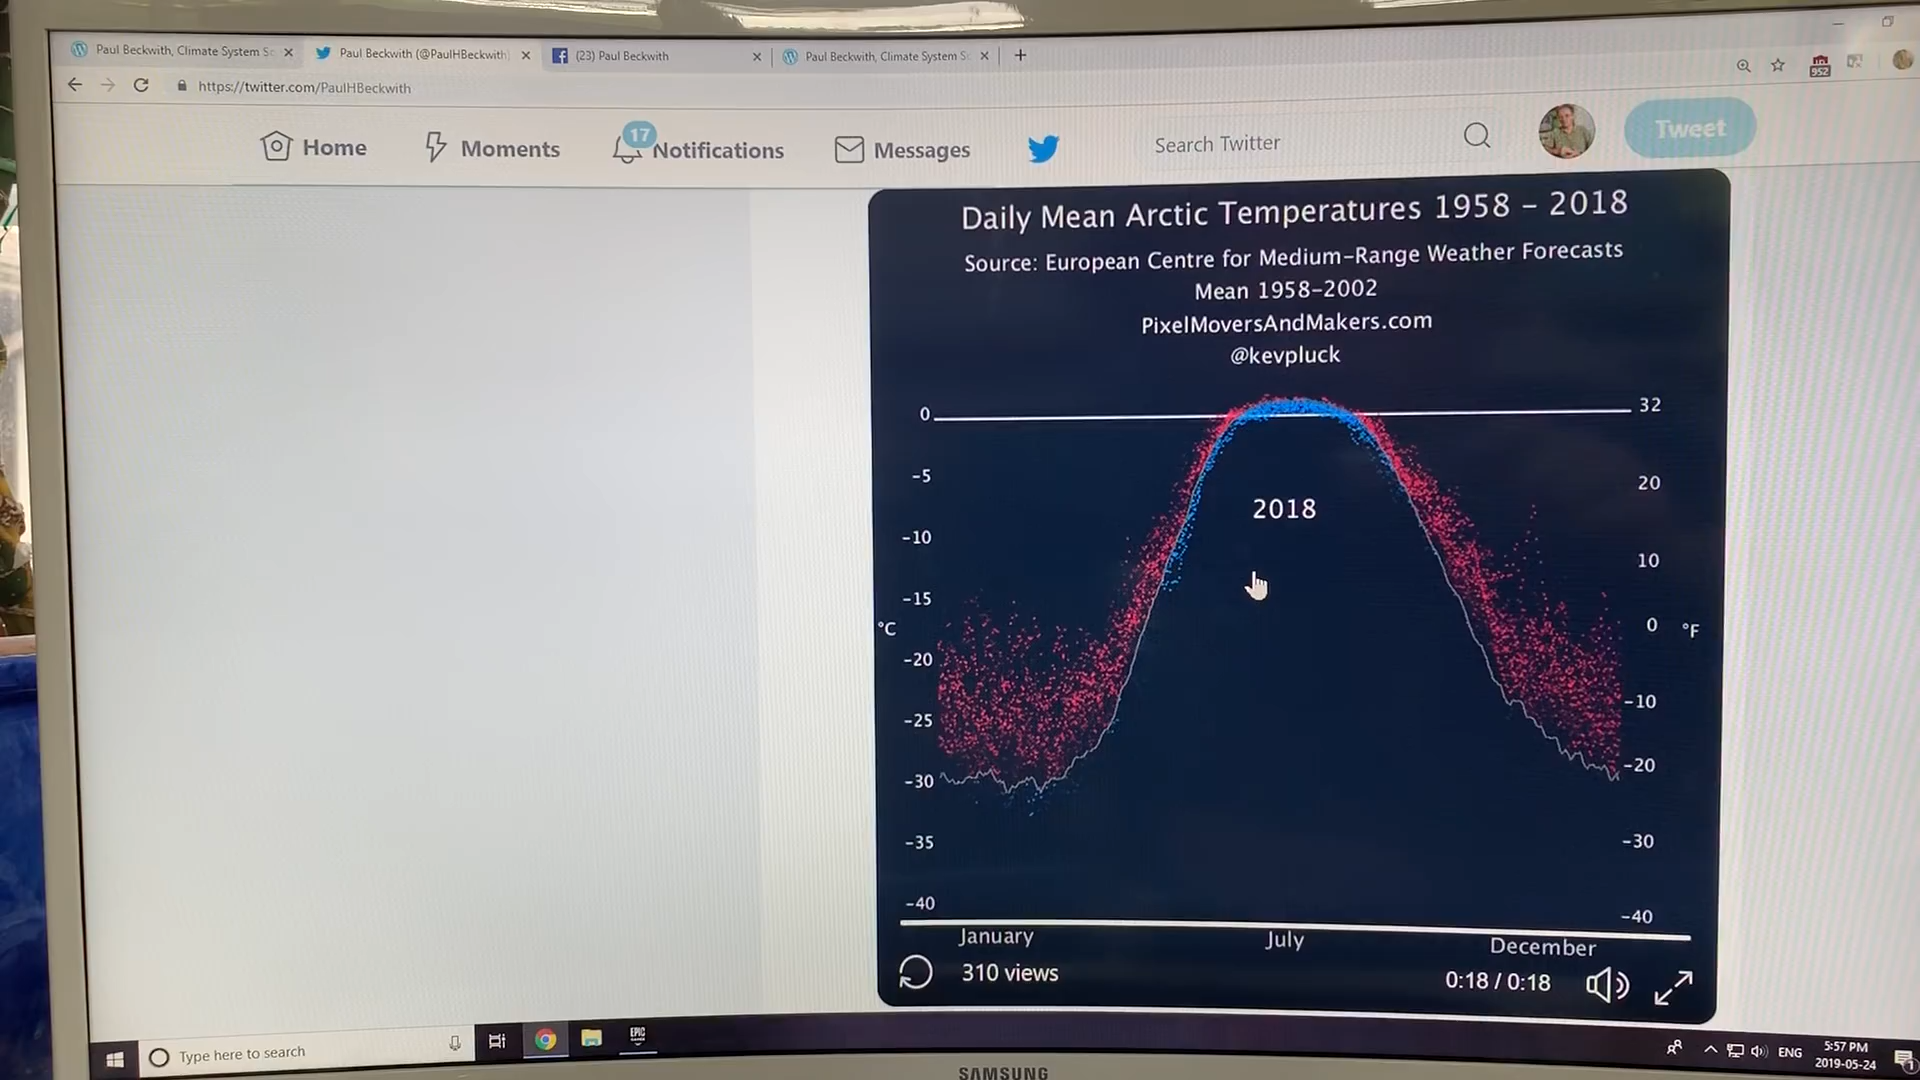 Paul Beckwith, Climate System Sc
Paul Beckwith (@PaulHBeckwith)
(23) Paul Beckwith
Paul Beckwith, Climate System Sc
https://twitter.com/PaulHBeckwith
952
Home
Moments
17
Notifications
Messages
Search Twitter
Tweet
Daily Mean Arctic Temperatures 1958 – 2018
Source: European Centre for Medium-Range Weather Forecasts
Mean 1958-2002
PixelMoversAndMakers.com
@kevpluck
0
32
-5
20
2018
-10
10
-15
°C
0
°F
-20
-25
-10
-30
-20
-35
-30
-40
-40
January
July
December
310 views
0:18 / 0:18
Type here to search
EPIC
GAMES
ENG
5:57 PM
2019-05-24
1
SAMSUNG